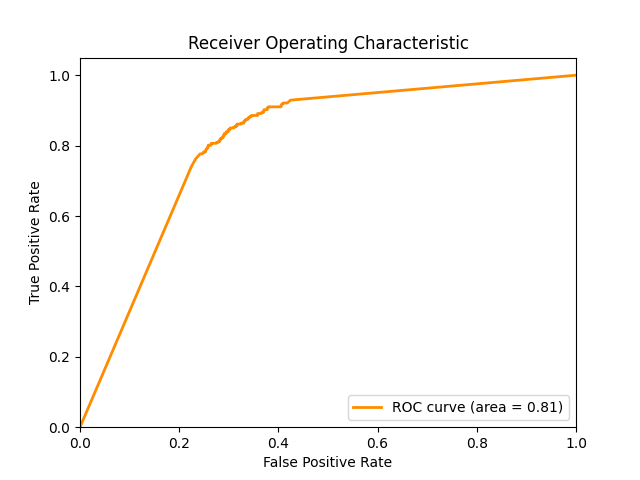 Receiver Operating Characteristic
True Positive Rate
1.0
0.8
0.6
0.4
0.2
0.0
ROC curve (area = 0.81)
0.0 0.2 0.4 0.6 0.8 1.0
False Positive Rate